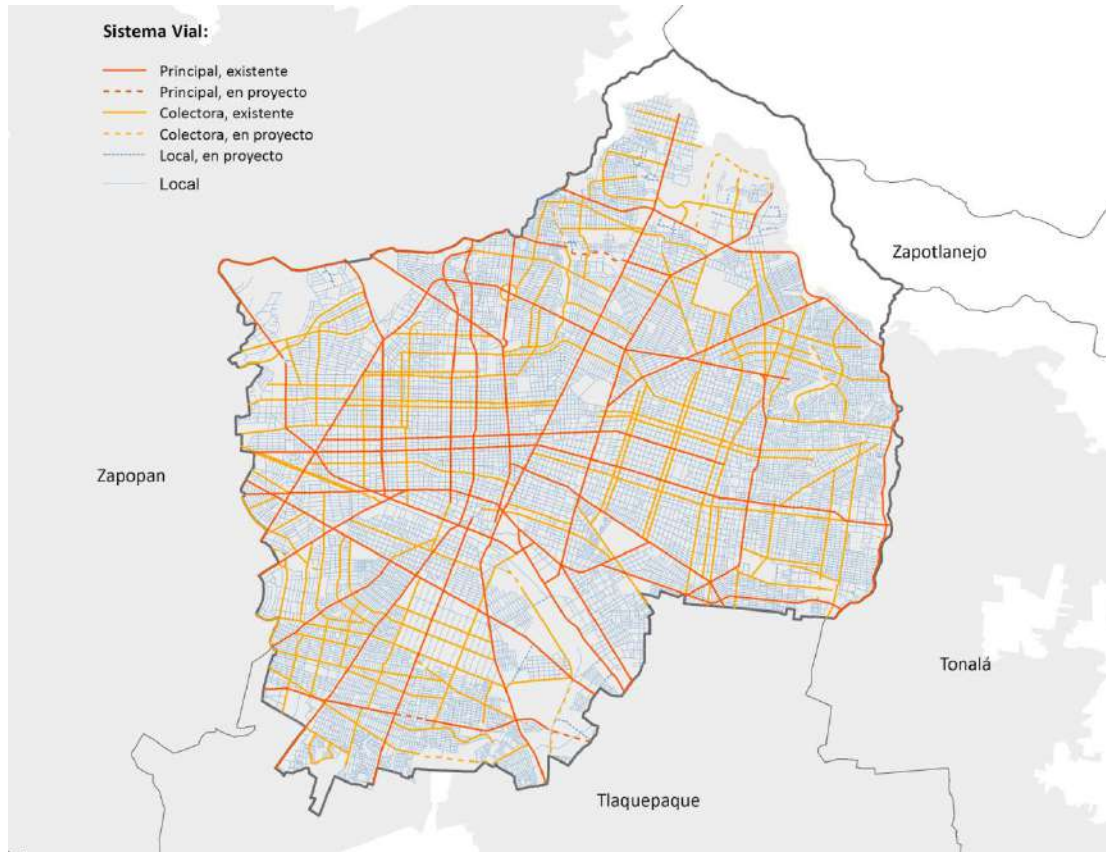 Sistema Vial:
Principal, existente
Principal, en proyecto
Colectora, existente
Colectora, en proyecto
Local, en proyecto
Local
Zapotlanejo
Zapopan
Tonalá
Tlaquepaque